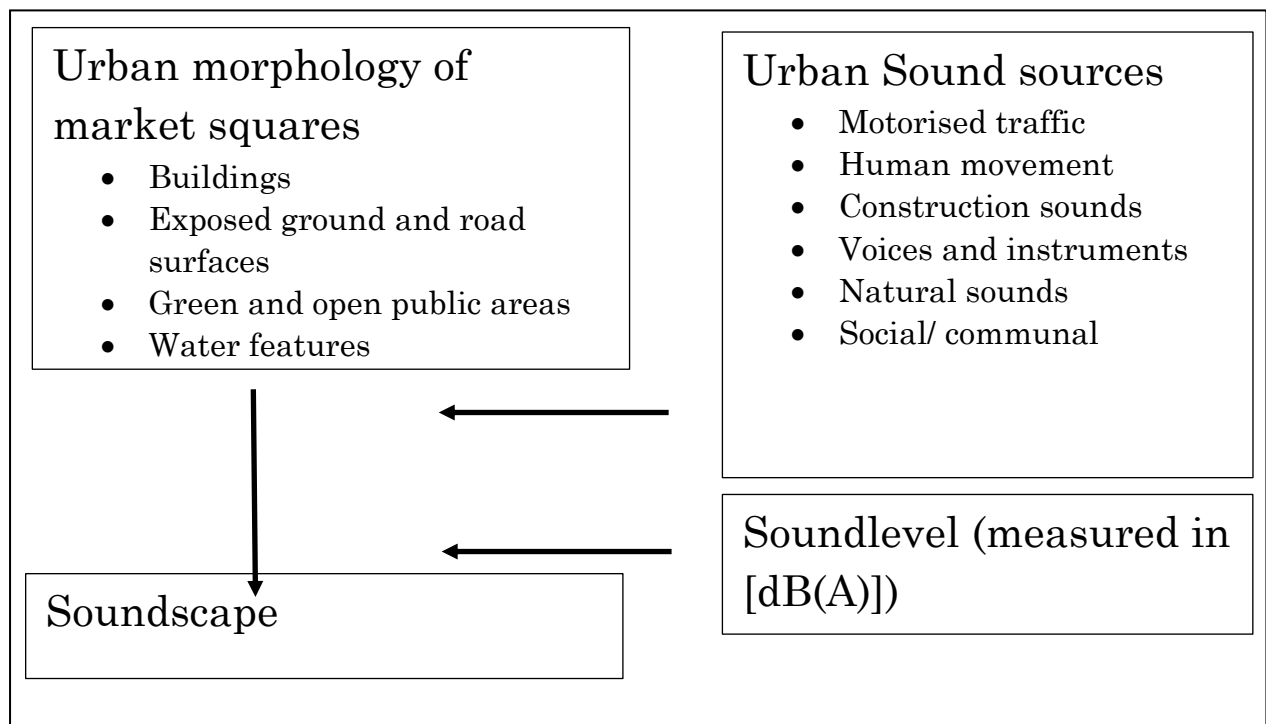 Urban morphology of
market squares
• Buildings
• Exposed ground and road
surfaces
• Green and open public areas
• Water features
Urban Sound sources
• Motorised traffic
• Human movement
• Construction sounds
• Voices and instruments
• Natural sounds
• Social/ communal
Soundlevel (measured in
[dB(A)])
Soundscape